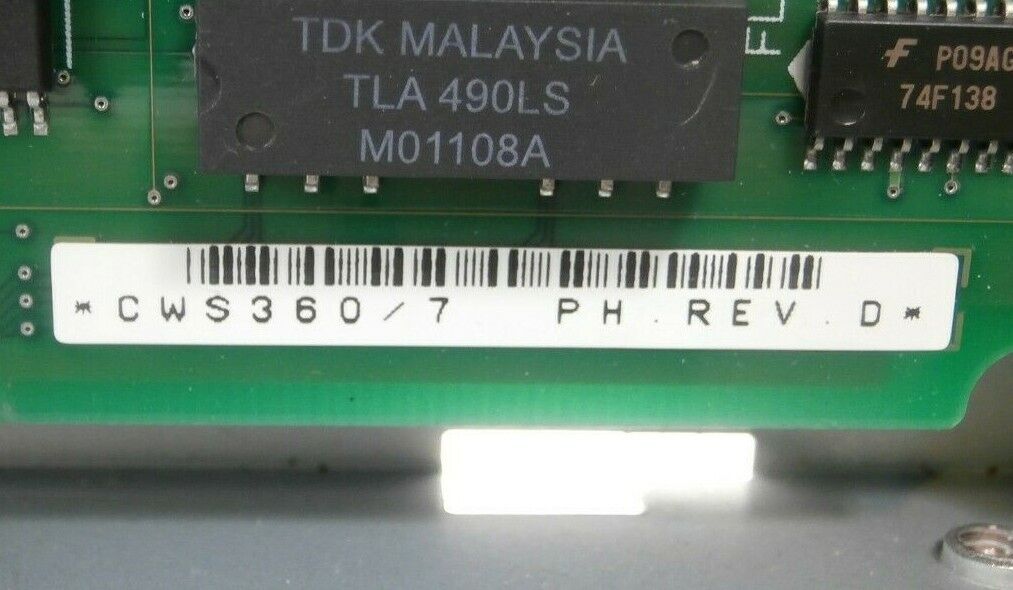 TDK MALAYSIA
TLA 490LS
M01108A
P09AG
74F138
*CWS360/7 PH.REV.D*